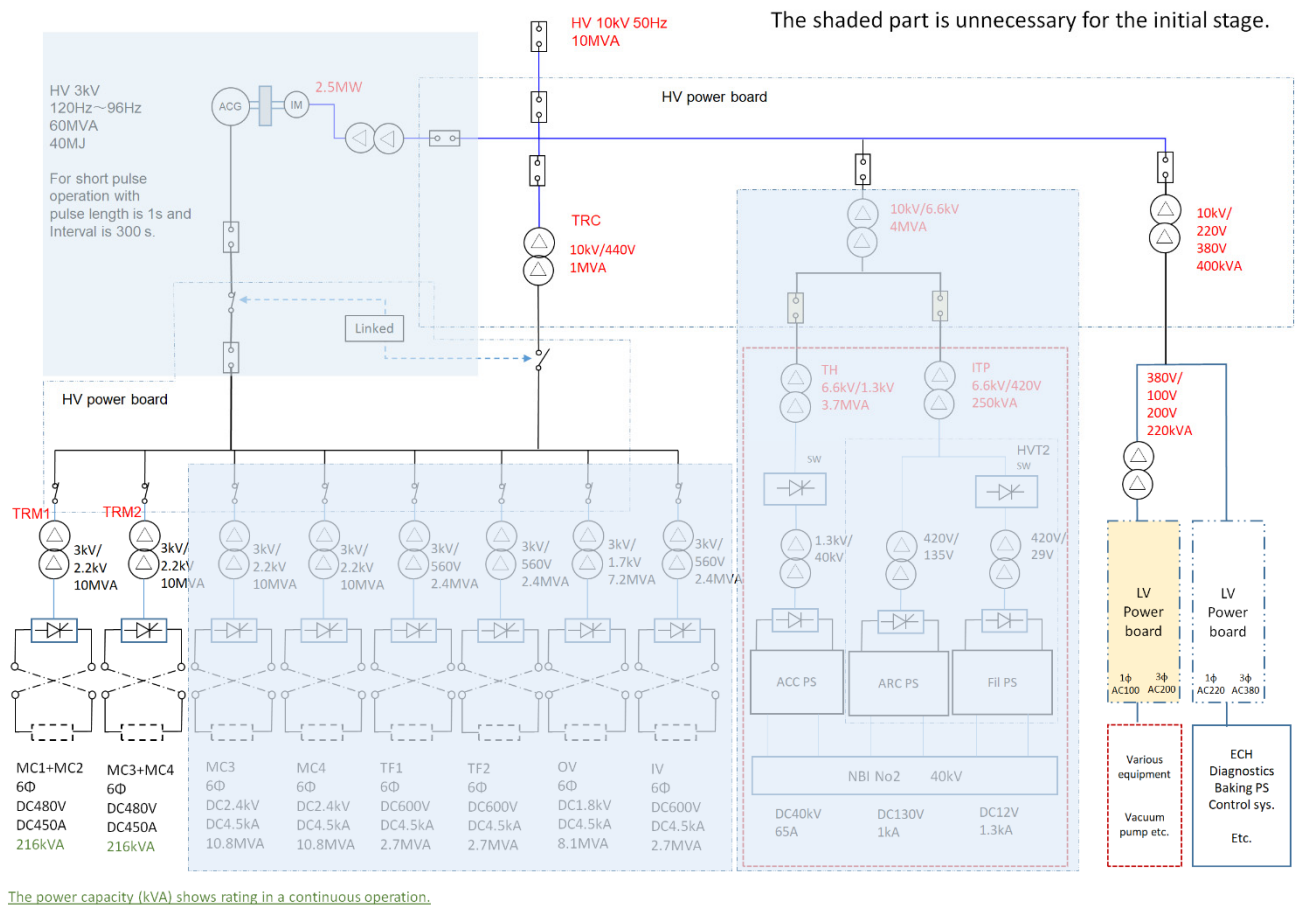 The shaded part is unnecessary for the initial stage.
HV 10kV 50Hz
10MVA
HV power board
HV 3kV
120Hz～96Hz
60MVA
40MJ
For short pulse
operation with
pulse length is 1s and
Interval is 300 s.
ACG
IM
2.5MW
TRC
10kV/440V
1MVA
Linked
HV power board
10kV/6.6kV
4MVA
10kV/
220V
380V
400kVA
TH
6.6kV/1.3kV
3.7MVA
ITP
6.6kV/420V
250kVA
380V/
100V
200V
220kVA
SW
HVT2
SW
TRM1
TRM2
3kV/
2.2kV
10MVA
3kV/
2.2kV
10MVA
3kV/
2.2kV
10MVA
3kV/
2.2kV
10MVA
3kV/
560V
2.4MVA
3kV/
560V
2.4MVA
3kV/
1.7kV
7.2MVA
3kV/
560V
2.4MVA
1.3kV/
40kV
420V/
135V
420V/
29V
ACC PS
ARC PS
Fil PS
NBI No2 40kV
DC40kV
65A
DC130V
1kA
DC12V
1.3kA
LV
Power
board
1ϕ
AC100
3ϕ
AC200
LV
Power
board
1ϕ
AC220
3ϕ
AC380
Various
equipment
Vacuum
pump etc.
ECH
Diagnostics
Baking PS
Control sys.
Etc.
MC1+MC2
6Φ
DC480V
DC450A
216kVA
MC3+MC4
6Φ
DC480V
DC450A
216kVA
MC3
6Φ
DC2.4kV
DC4.5kA
10.8MVA
MC4
6Φ
DC2.4kV
DC4.5kA
10.8MVA
TF1
6Φ
DC600V
DC4.5kA
2.7MVA
TF2
6Φ
DC600V
DC4.5kA
2.7MVA
OV
6Φ
DC1.8kV
DC4.5kA
8.1MVA
IV
6Φ
DC600V
DC4.5kA
2.7MVA
The power capacity (kVA) shows rating in a continuous operation.